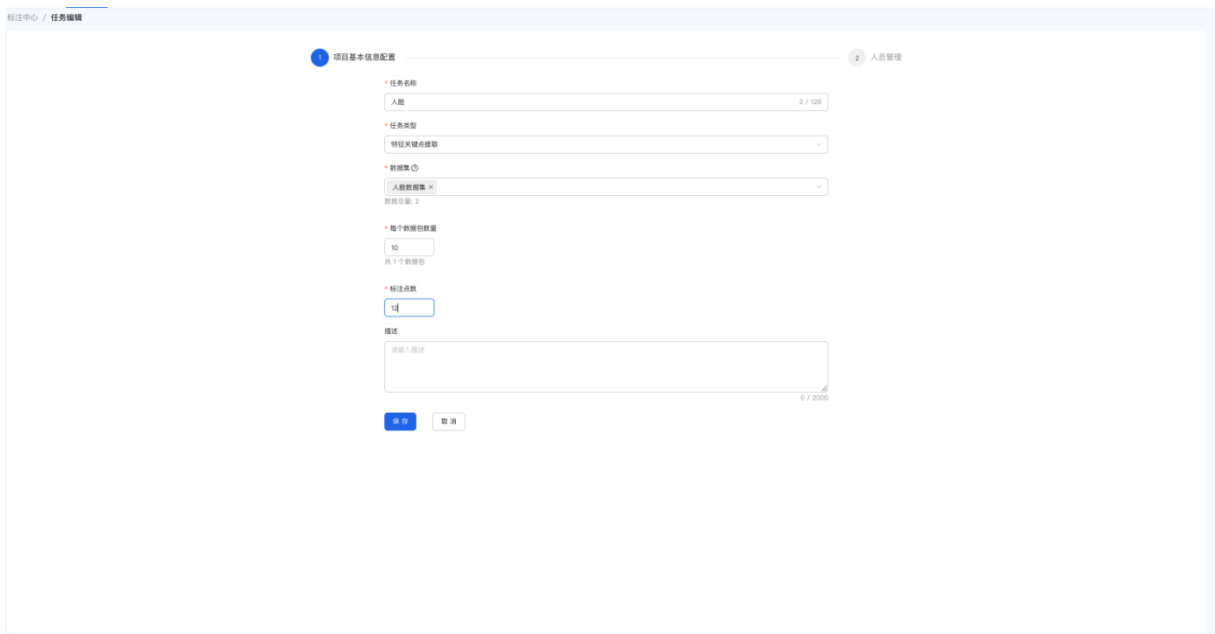 标注中心 / 任务编辑
1 项目基本信息配置
2 人员管理
* 任务名称
人脸 2 / 128
* 任务类型
特征关键点提取
* 数据集
人脸数据集 ×
数据总量: 2
* 每个数据包数量
10
共 1 个数据包
* 标注点数
描述
请输入描述
0 / 2000
保 存
取 消